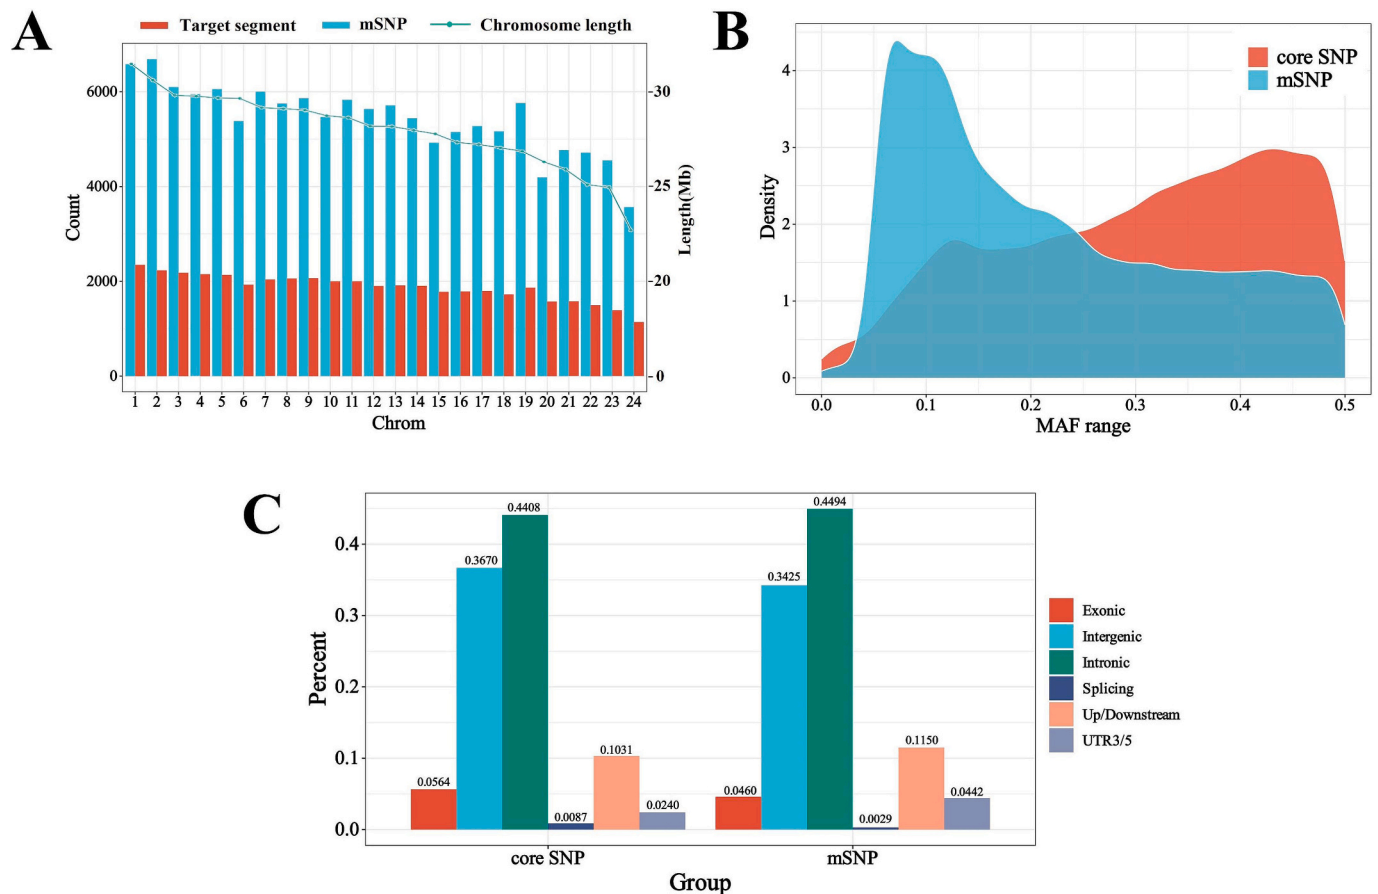 A
Target segment mSNP Chromosome length
6000
4000
2000
0
Count
30
25
20
0
Length(Mb)
1 2 3 4 5 6 7 8 9 10 11 12 13 14 15 16 17 18 19 20 21 22 23 24
Chrom
B
core SNP
mSNP
4
3
2
1
0
Density
0.0 0.1 0.2 0.3 0.4 0.5
MAF range
C
0.4
0.3
0.2
0.1
0.0
Percent
0.0564 0.3670 0.4408 0.0087 0.1031 0.0240
0.0460 0.3425 0.4494 0.0029 0.1150 0.0442
core SNP mSNP
Group
Exonic
Intergenic
Intronic
Splicing
Up/Downstream
UTR3/5